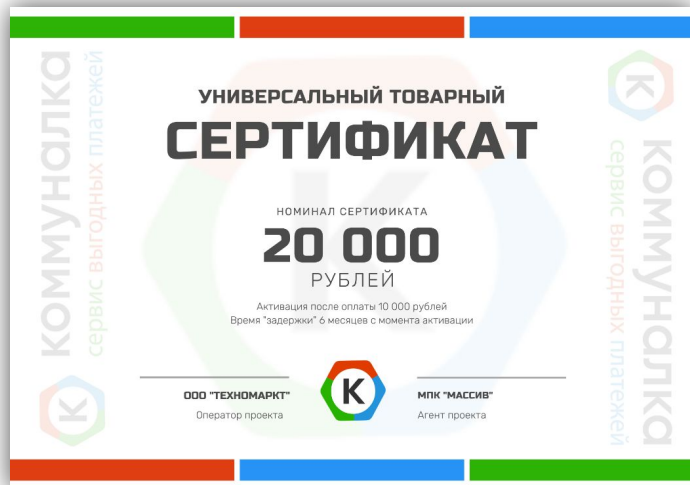 УНИВЕРСАЛЬНЫЙ ТОВАРНЫЙ
СЕРТИФИКАТ
НОМИНАЛ СЕРТИФИКАТА
20 000
РУБЛЕЙ
Активация после оплаты 10 000 рублей
Время "задержки" 6 месяцев с момента активации
ООО "ТЕХНОМАРКТ"
Оператор проекта
К
МПК "МАССИВ"
Агент проекта
К
КОММУНАЛКА
сервис выгодных платежей
К
КОММУНАЛКА
сервис выгодных платежей
К